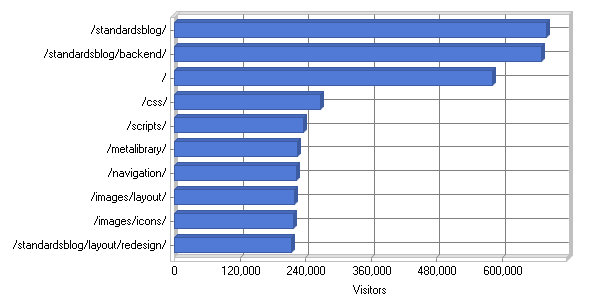 /standardsblog/
/standardsblog/backend/
/
/css/
/scripts/
/metalibrary/
/navigation/
/images/layout/
/images/icons/
/standardsblog/layout/redesign/
0 120,000 240,000 360,000 480,000 600,000
Visitors